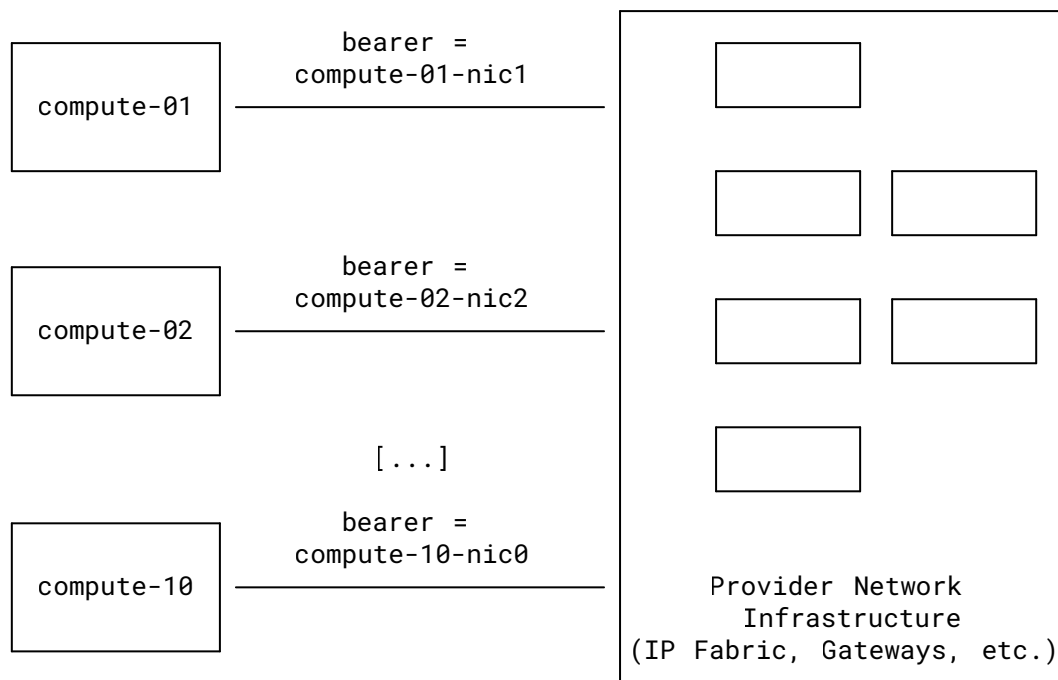 bearer =
compute-01-nic1
compute-01
bearer =
compute-02-nic2
compute-02
[...]
bearer =
compute-10-nic0
compute-10
Provider Network
Infrastructure
(IP Fabric, Gateways, etc.)